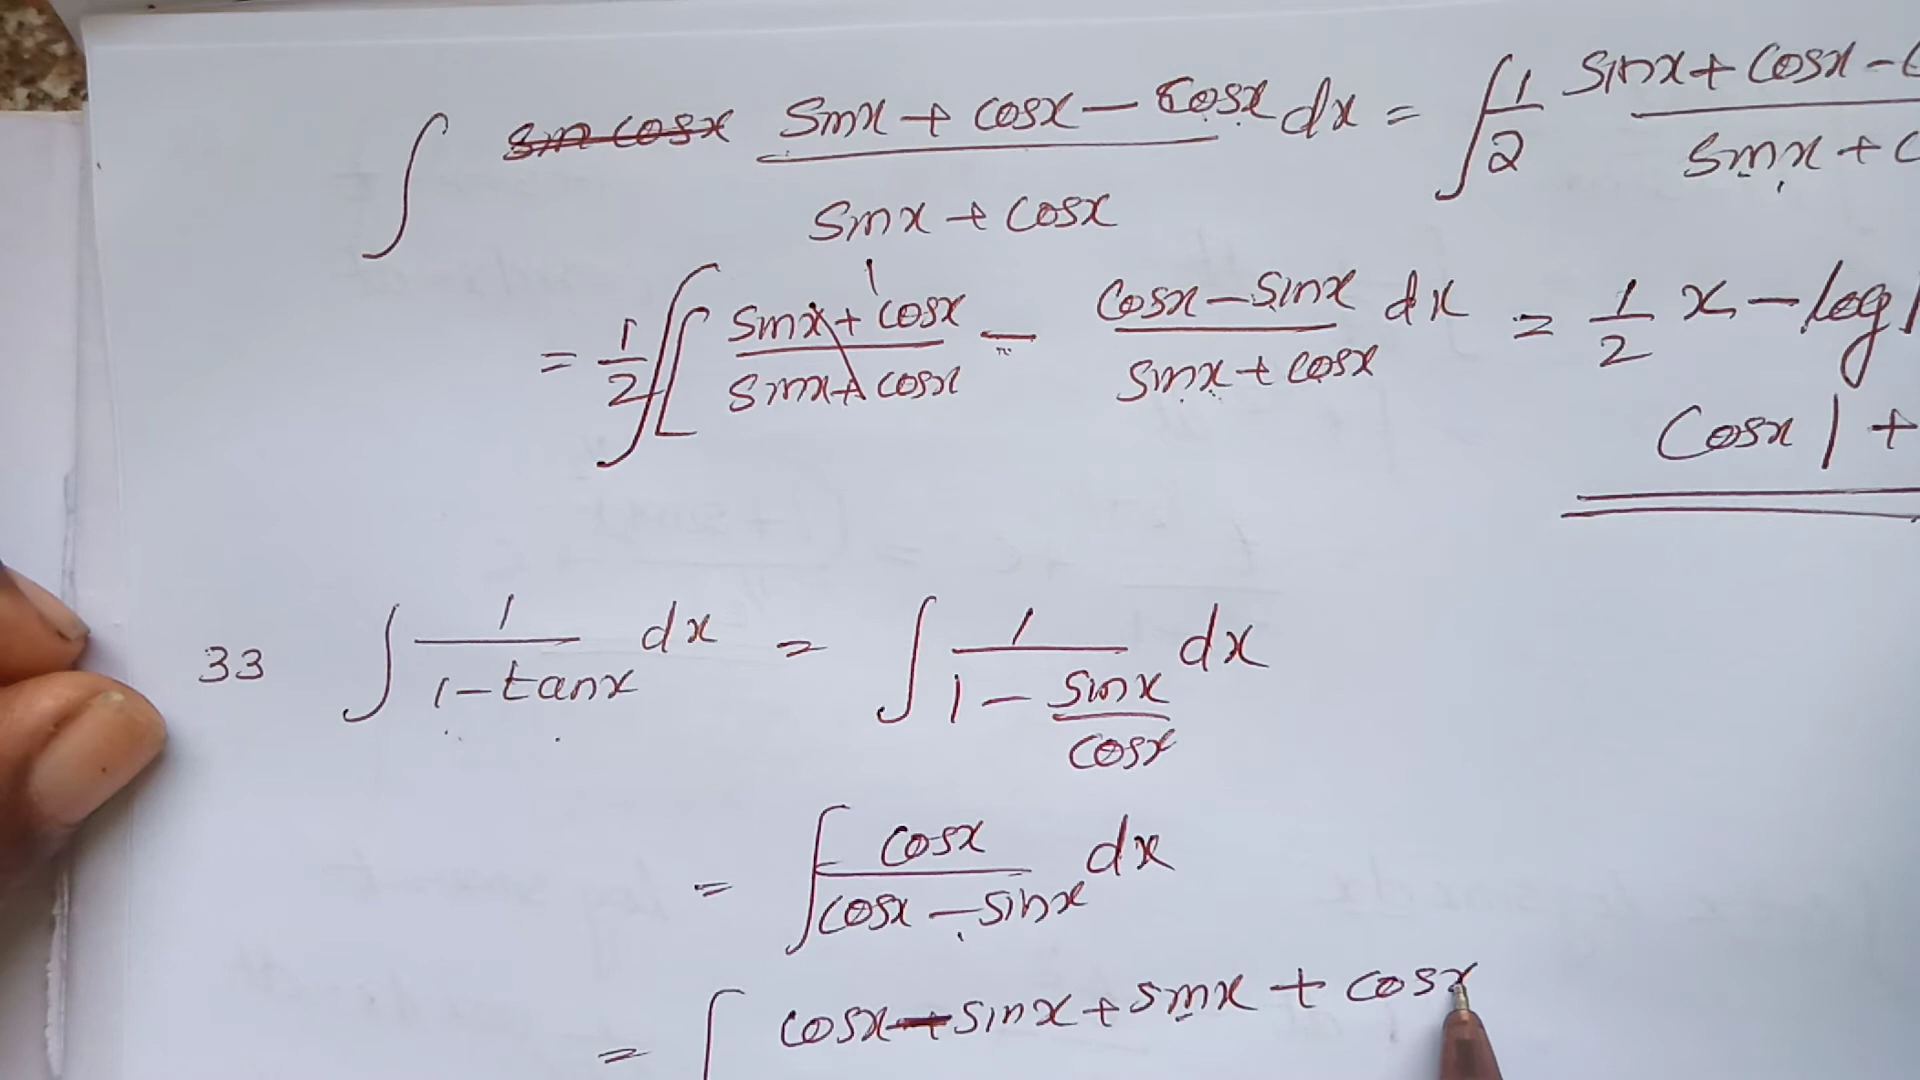 ∫ sin cosx sinx + cosx − cosx / sinx + cosx dx = ∫ 1/2 sinx + cosx − / sinx + c
= 1/2 ∫ [ sinx + cosx / sinx + cosx 1 − cosx − sinx / sinx + cosx dx = 1/2 x − log |
cosx | +
33 ∫ 1 / 1 − tanx dx = ∫ 1 / 1 − sinx / cosx dx
= ∫ cosx / cosx − sinx dx
= ∫ cosx − sinx + sinx + cosx